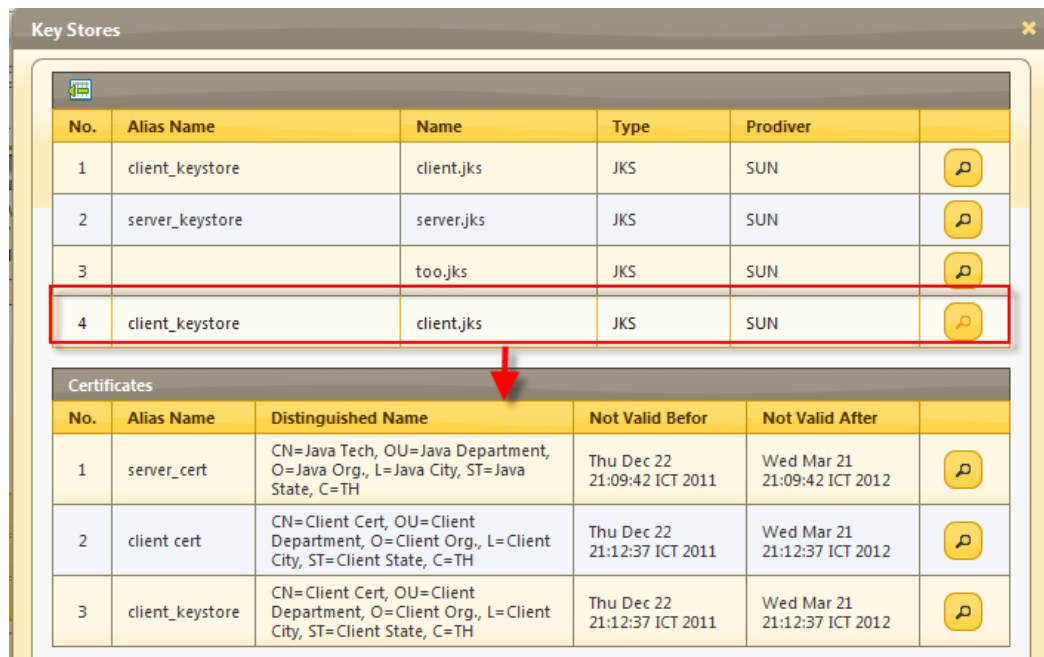 Key Stores
No. Alias Name Name Type Prodiver
1 client_keystore client.jks JKS SUN
2 server_keystore server.jks JKS SUN
3 too.jks JKS SUN
4 client_keystore client.jks JKS SUN
Certificates
No. Alias Name Distinguished Name Not Valid Befor Not Valid After
CN=Java Tech, OU=Java Department,
1 server_cert O=Java Org., L=Java City, ST=Java Thu Dec 22 Wed Mar 21
State, C=TH 21:09:42 ICT 2011 21:09:42 ICT 2012
CN=Client Cert, OU=Client
2 client cert Department, O=Client Org., L=Client Thu Dec 22 Wed Mar 21
City, ST=Client State, C=TH 21:12:37 ICT 2011 21:12:37 ICT 2012
CN=Client Cert, OU=Client
3 client_keystore Department, O=Client Org., L=Client Thu Dec 22 Wed Mar 21
City, ST=Client State, C=TH 21:12:37 ICT 2011 21:12:37 ICT 2012